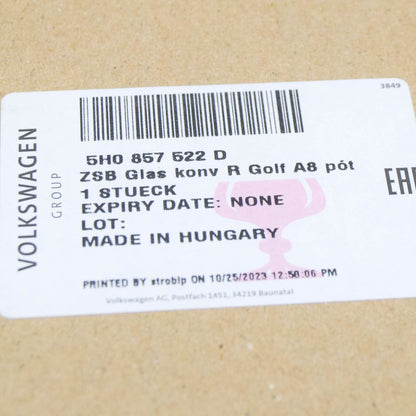 3849
VOLKSWAGEN
GROUP
5H0 857 522 D
ZSB Glas konv R Golf A8 pót
1 STUECK
EXPIRY DATE: NONE
LOT:
MADE IN HUNGARY
PRINTED BY stroblp ON 10/25/2023 12:58:06 PM
Volkswagen AG, Postfach 1451, 34219 Baunatal